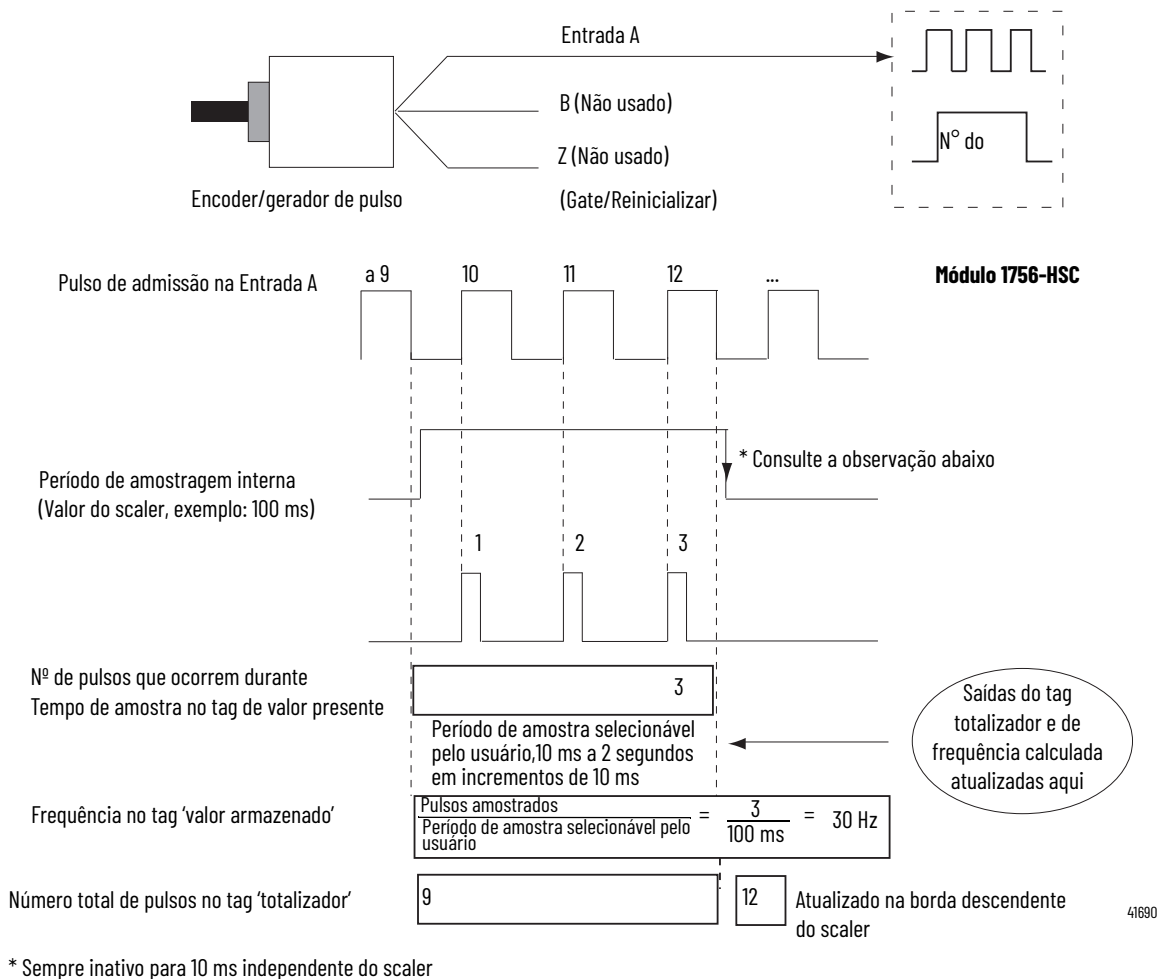 Entrada A
B (Não usado)
N° do
Z (Não usado)
Encoder/gerador de pulso
(Gate/Reinicializar)
Pulso de admissão na Entrada A
a 9
10
11
12
...
Módulo 1756-HSC
* Consulte a observação abaixo
Período de amostragem interna
(Valor do scaler, exemplo: 100 ms)
1
2
3
Nº de pulsos que ocorrem durante
Tempo de amostra no tag de valor presente
3
Período de amostra selecionável
pelo usuário,10 ms a 2 segundos
em incrementos de 10 ms
Saídas do tag
totalizador e de
frequência calculada
atualizadas aqui
Frequência no tag ‘valor armazenado’
Pulsos amostrados
Período de amostra selecionável pelo
usuário
=
3
100 ms
=
30 Hz
Número total de pulsos no tag ‘totalizador’
9
12
Atualizado na borda descendente
do scaler
41690
* Sempre inativo para 10 ms independente do scaler